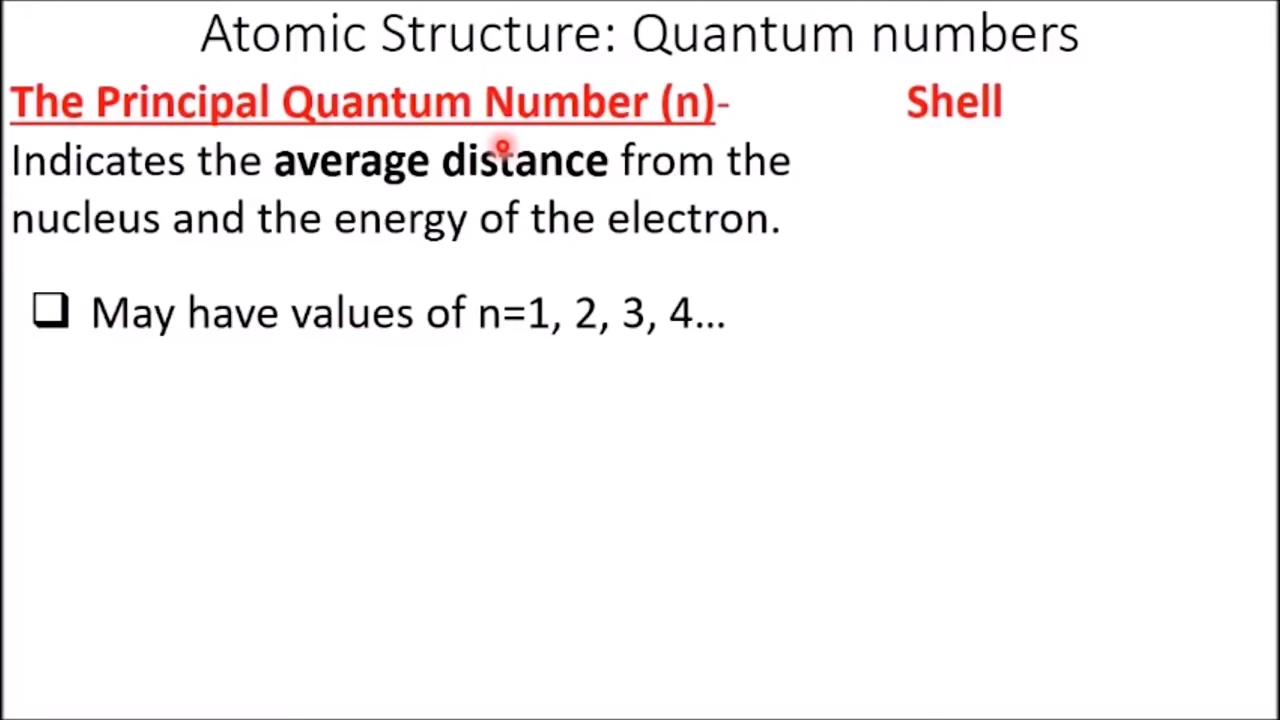 Atomic Structure: Quantum numbers
The Principal Quantum Number (n)- Shell
Indicates the average distance from the
nucleus and the energy of the electron.
❑ May have values of n=1, 2, 3, 4…